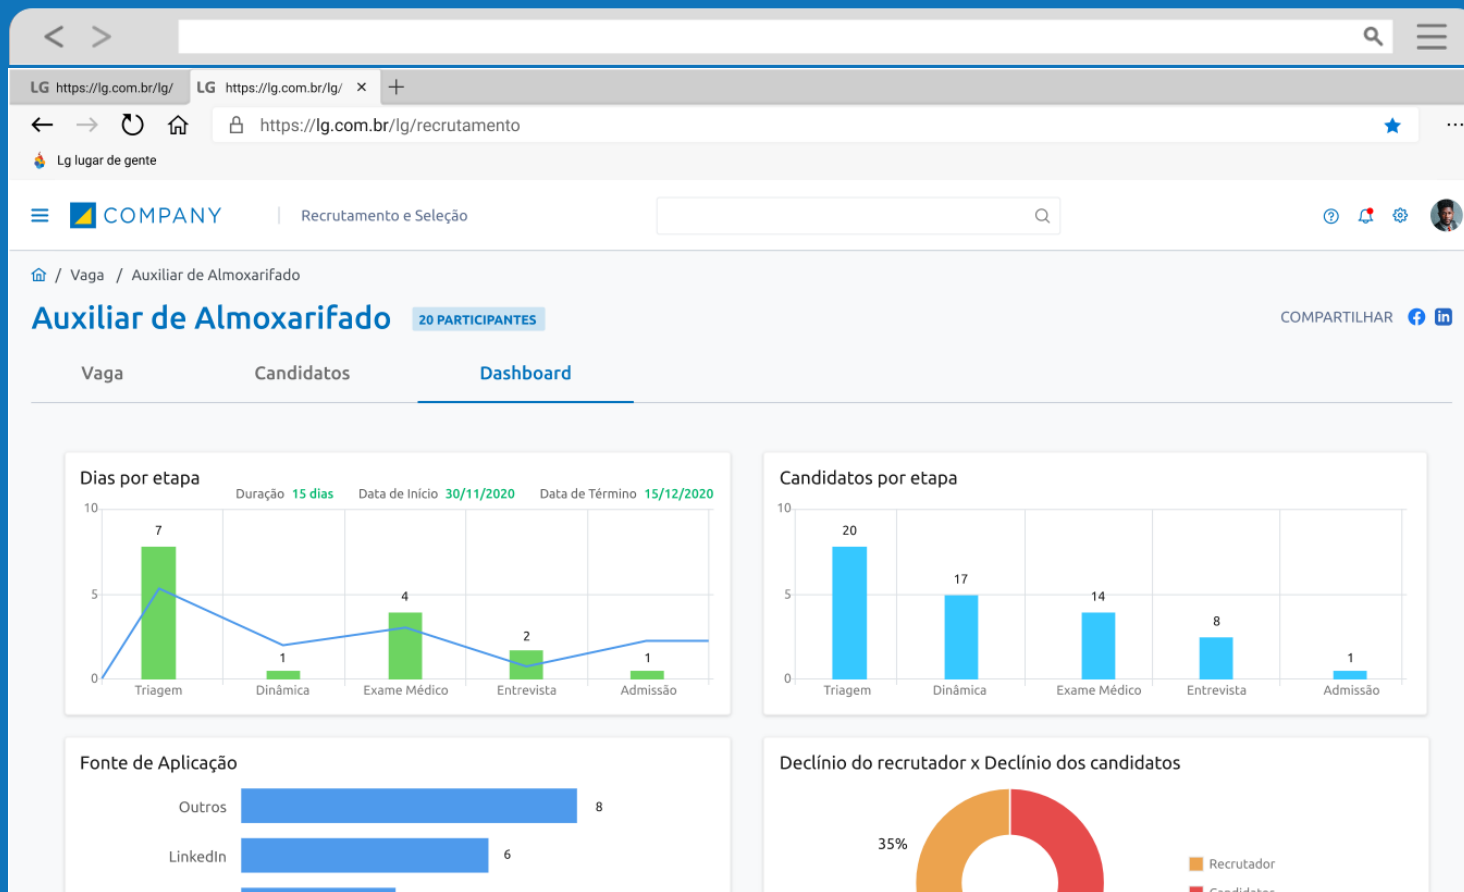 LG https://lg.com.br/lg/
LG https://lg.com.br/lg/
https://lg.com.br/lg/recrutamento
Lg lugar de gente
COMPANY
Recrutamento e Seleção
/ Vaga / Auxiliar de Almoxarifado
Auxiliar de Almoxarifado
20 PARTICIPANTES
COMPARTILHAR
Vaga
Candidatos
Dashboard
Dias por etapa
Duração 15 dias
Data de Início 30/11/2020
Data de Término 15/12/2020
10
5
0
7
1
4
2
1
Triagem
Dinâmica
Exame Médico
Entrevista
Admissão
Candidatos por etapa
10
5
0
20
17
14
8
1
Triagem
Dinâmica
Exame Médico
Entrevista
Admissão
Fonte de Aplicação
Outros 8
LinkedIn 6
Declínio do recrutador x Declínio dos candidatos
35%
Recrutador